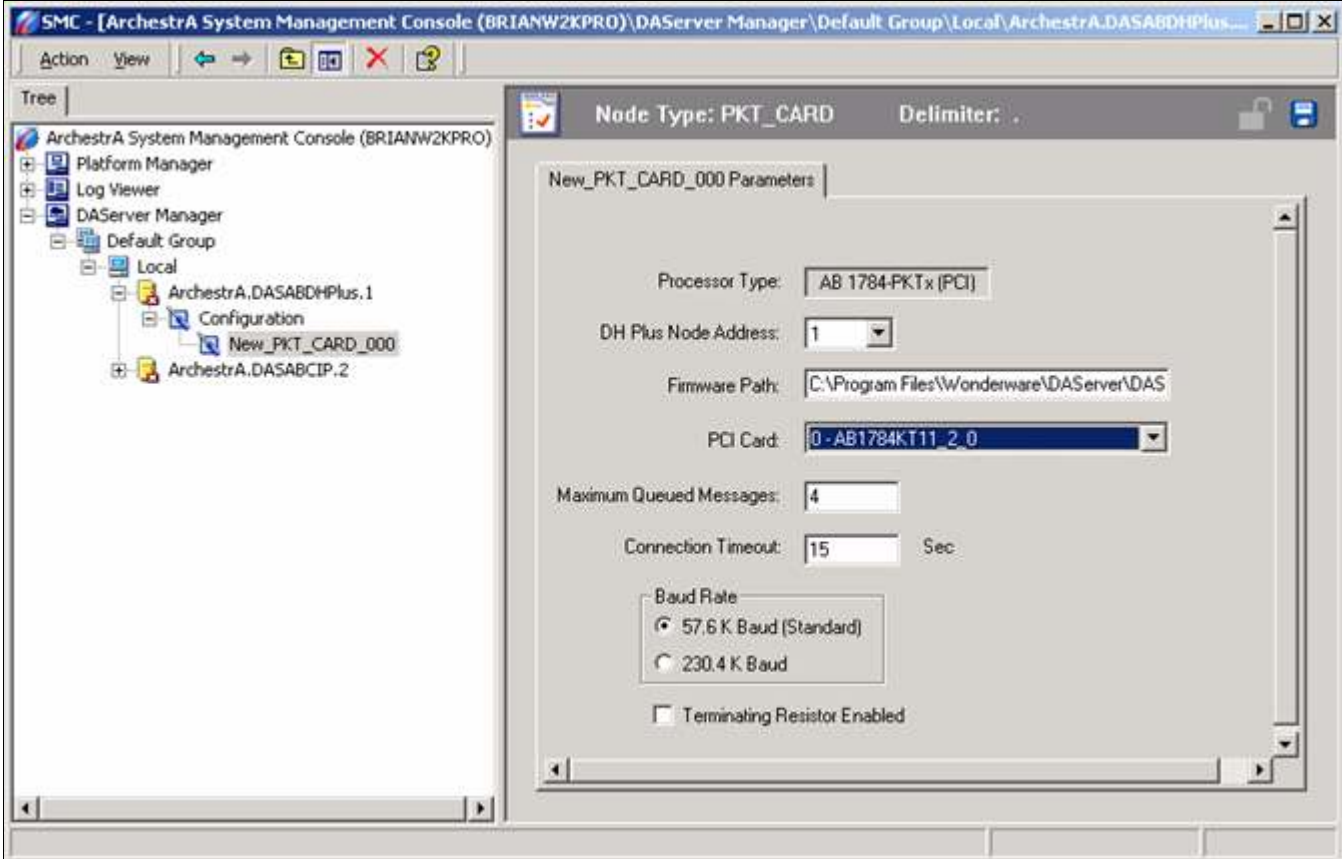 SMC - [ArchestrA System Management Console (BRIANW2KPRO)\DAServer Manager\Default Group\Local\ArchestrA.DASABDHPlus....
Action View
Tree
ArchestrA System Management Console (BRIANW2KPRO)
Platform Manager
Log Viewer
DAServer Manager
Default Group
Local
ArchestrA.DASABDHPlus.1
Configuration
New_PKT_CARD_000
ArchestrA.DASABCIP.2
Node Type: PKT_CARD Delimiter: .
New_PKT_CARD_000 Parameters
Processor Type: AB 1784-PKTx (PCI)
DH Plus Node Address: 1
Firmware Path: C:\Program Files\Wonderware\DAServer\DAS
PCI Card: 0 - AB1784KT11_2_0
Maximum Queued Messages: 4
Connection Timeout: 15 Sec
Baud Rate
57.6 K Baud (Standard)
230.4 K Baud
Terminating Resistor Enabled